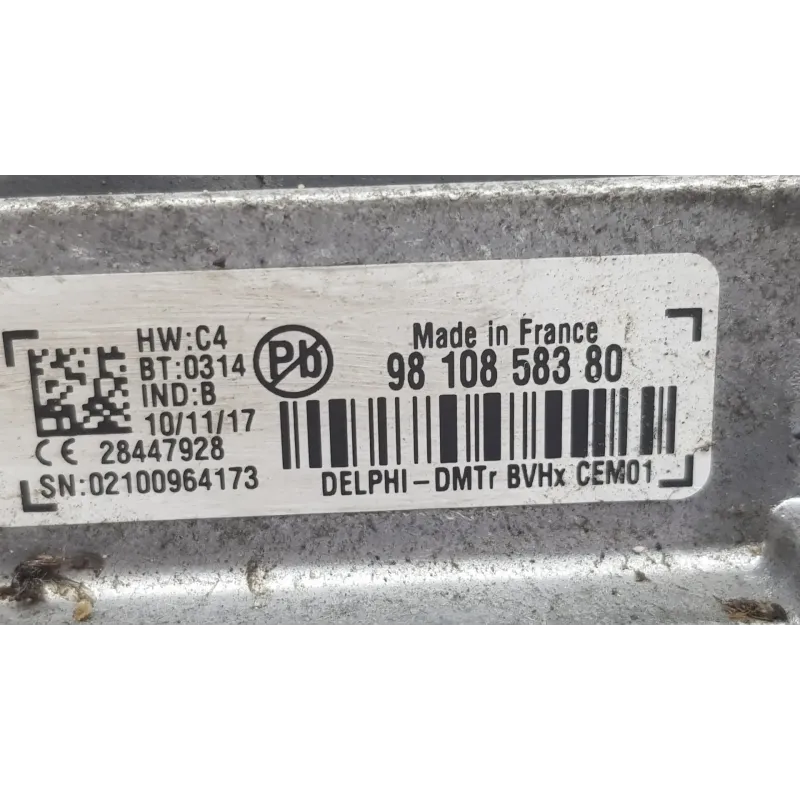 HW:C4
BT:0314
IND:B
10/11/17
CE 28447928
SN:02100964173
Pb
Made in France
98 108 583 80
DELPHI-DMTr BVHx CEM01